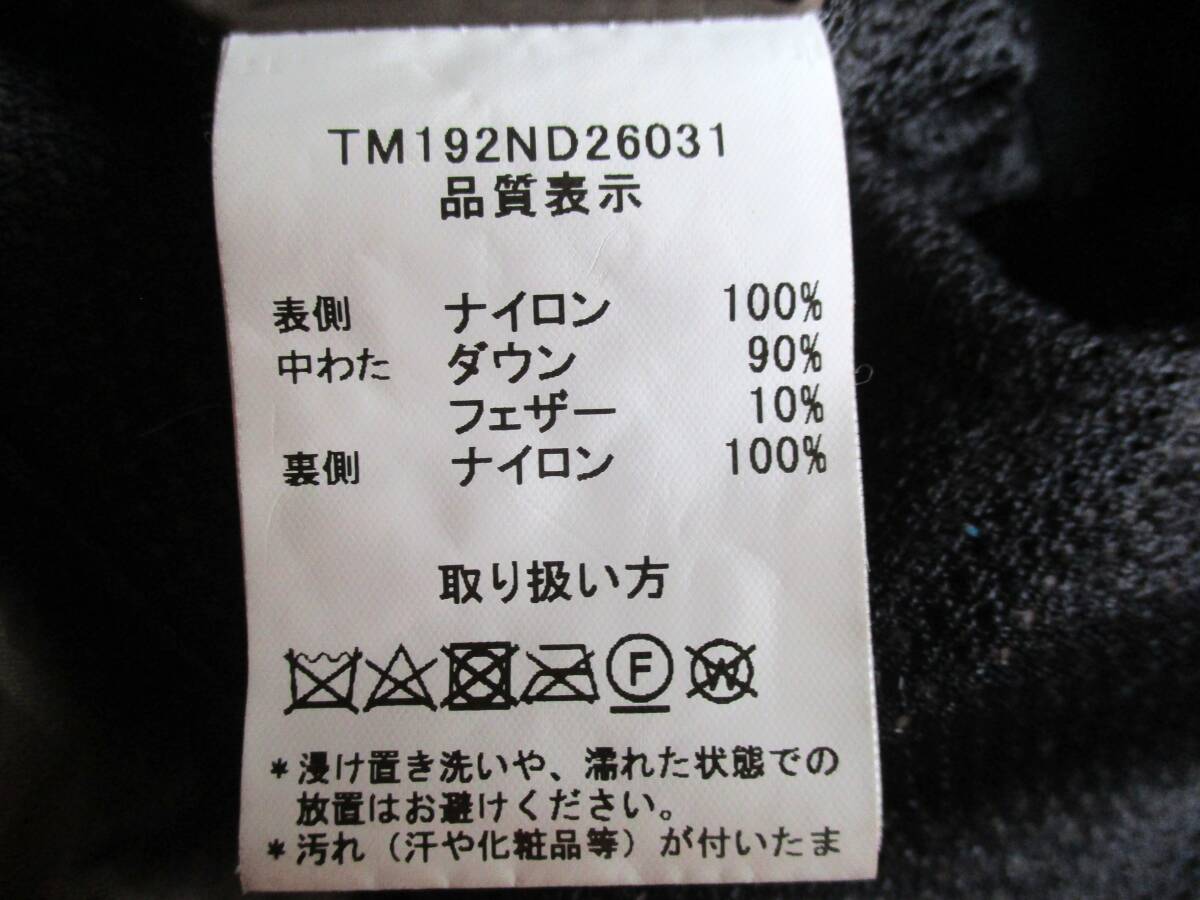 TM192ND26031
品質表示
表側 ナイロン 100%
中わた ダウン 90%
フェザー 10%
裏側 ナイロン 100%
取り扱い方
F W
*浸け置き洗いや、濡れた状態での
放置はお避けください。
*汚れ(汗や化粧品等)が付いたま